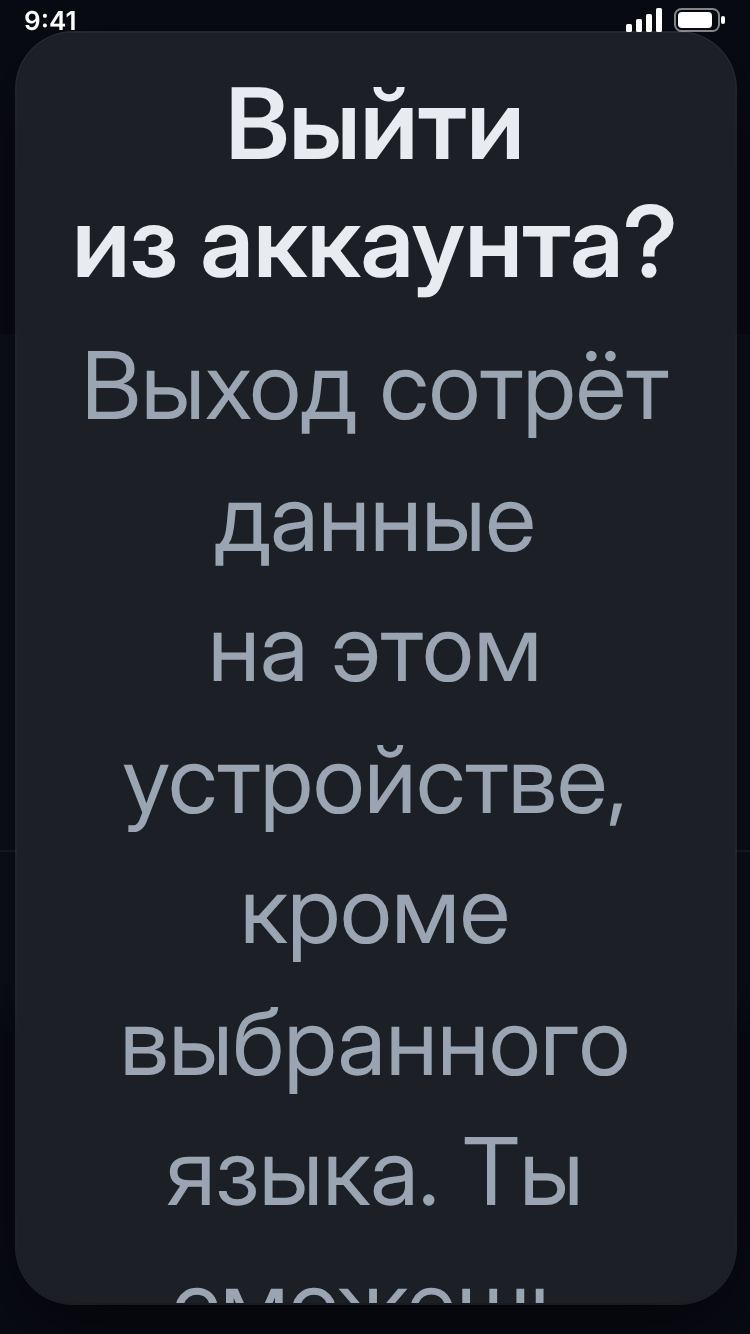 9:41
Выйти
из аккаунта?
Выход сотрёт
данные
на этом
устройстве,
кроме
выбранного
языка. Ты